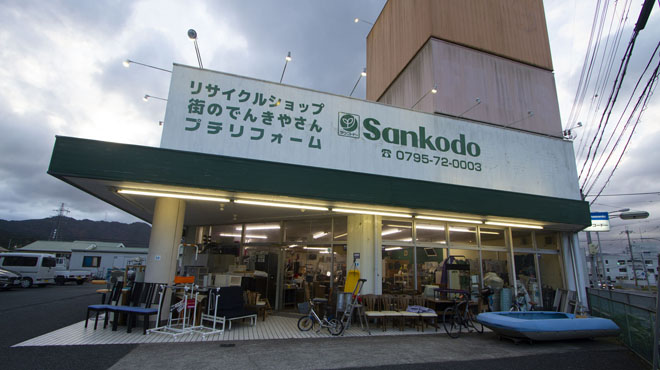 リサイクルショップ
街のでんきやさん
プチリフォーム
Sankodo
☎ 0795-72-0003